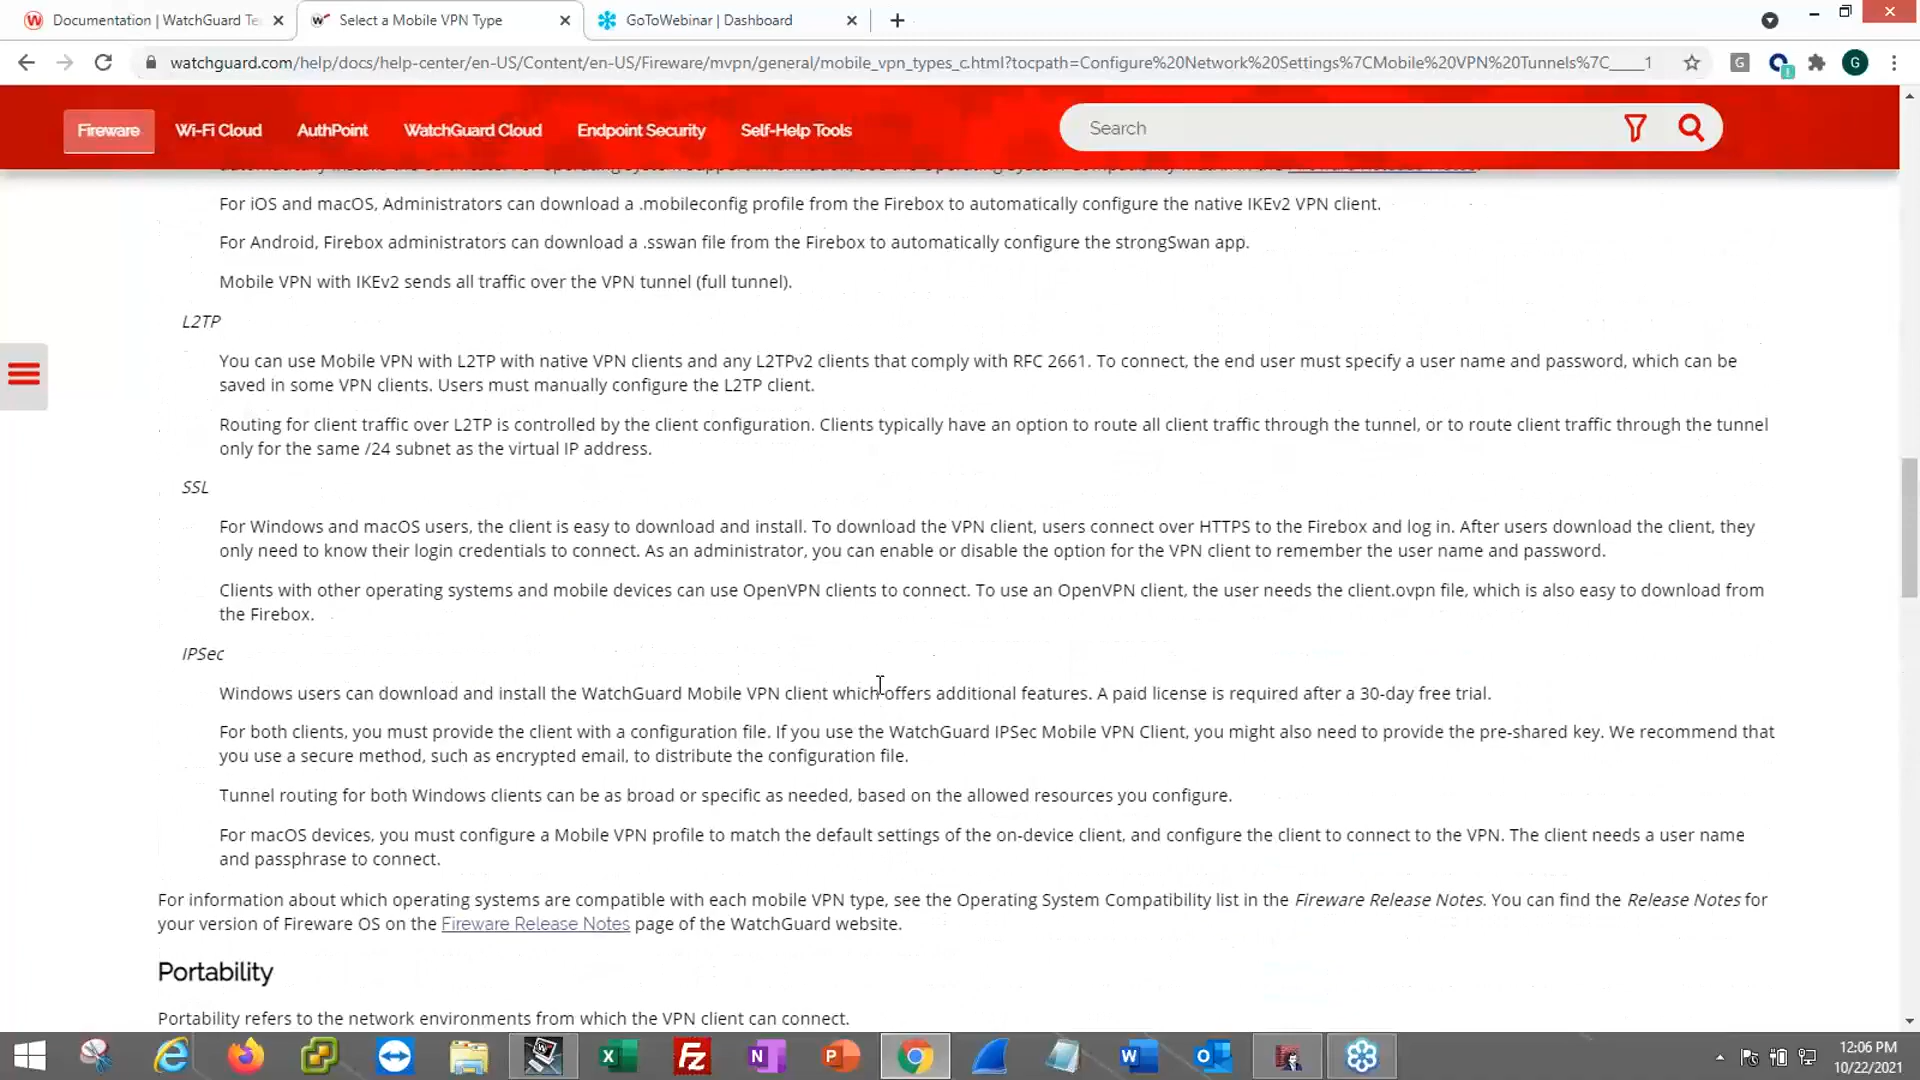 Documentation | WatchGuard Te
Select a Mobile VPN Type
GoToWebinar | Dashboard
watchguard.com/help/docs/help-center/en-US/Content/en-US/Fireware/mvpn/general/mobile_vpn_types_c.html?tocpath=Configure%20Network%20Settings%7CMobile%20VPN%20Tunnels%7C_____1
Fireware
Wi-Fi Cloud
AuthPoint
WatchGuard Cloud
Endpoint Security
Self-Help Tools
Search
For iOS and macOS, Administrators can download a .mobileconfig profile from the Firebox to automatically configure the native IKEv2 VPN client.
For Android, Firebox administrators can download a .sswan file from the Firebox to automatically configure the strongSwan app.
Mobile VPN with IKEv2 sends all traffic over the VPN tunnel (full tunnel).
L2TP
You can use Mobile VPN with L2TP with native VPN clients and any L2TPv2 clients that comply with RFC 2661. To connect, the end user must specify a user name and password, which can be
saved in some VPN clients. Users must manually configure the L2TP client.
Routing for client traffic over L2TP is controlled by the client configuration. Clients typically have an option to route all client traffic through the tunnel, or to route client traffic through the tunnel
only for the same /24 subnet as the virtual IP address.
SSL
For Windows and macOS users, the client is easy to download and install. To download the VPN client, users connect over HTTPS to the Firebox and log in. After users download the client, they
only need to know their login credentials to connect. As an administrator, you can enable or disable the option for the VPN client to remember the user name and password.
Clients with other operating systems and mobile devices can use OpenVPN clients to connect. To use an OpenVPN client, the user needs the client.ovpn file, which is also easy to download from
the Firebox.
IPSec
Windows users can download and install the WatchGuard Mobile VPN client which offers additional features. A paid license is required after a 30-day free trial.
For both clients, you must provide the client with a configuration file. If you use the WatchGuard IPSec Mobile VPN Client, you might also need to provide the pre-shared key. We recommend that
you use a secure method, such as encrypted email, to distribute the configuration file.
Tunnel routing for both Windows clients can be as broad or specific as needed, based on the allowed resources you configure.
For macOS devices, you must configure a Mobile VPN profile to match the default settings of the on-device client, and configure the client to connect to the VPN. The client needs a user name
and passphrase to connect.
For information about which operating systems are compatible with each mobile VPN type, see the Operating System Compatibility list in the Fireware Release Notes. You can find the Release Notes for
your version of Fireware OS on the Fireware Release Notes page of the WatchGuard website.
Portability
Portability refers to the network environments from which the VPN client can connect.
12:06 PM
10/22/2021